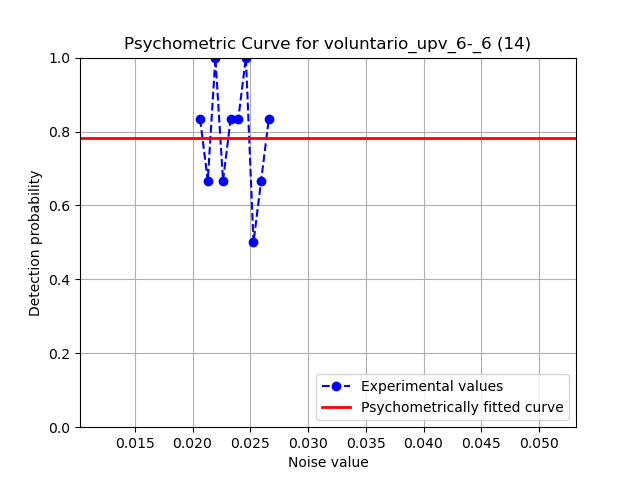 Psychometric Curve for voluntario_upv_6-_6 (14)
1.0
0.8
0.6
0.4
0.2
0.0
Detection probability
0.015 0.020 0.025 0.030 0.035 0.040 0.045 0.050
Noise value
Experimental values
Psychometrically fitted curve